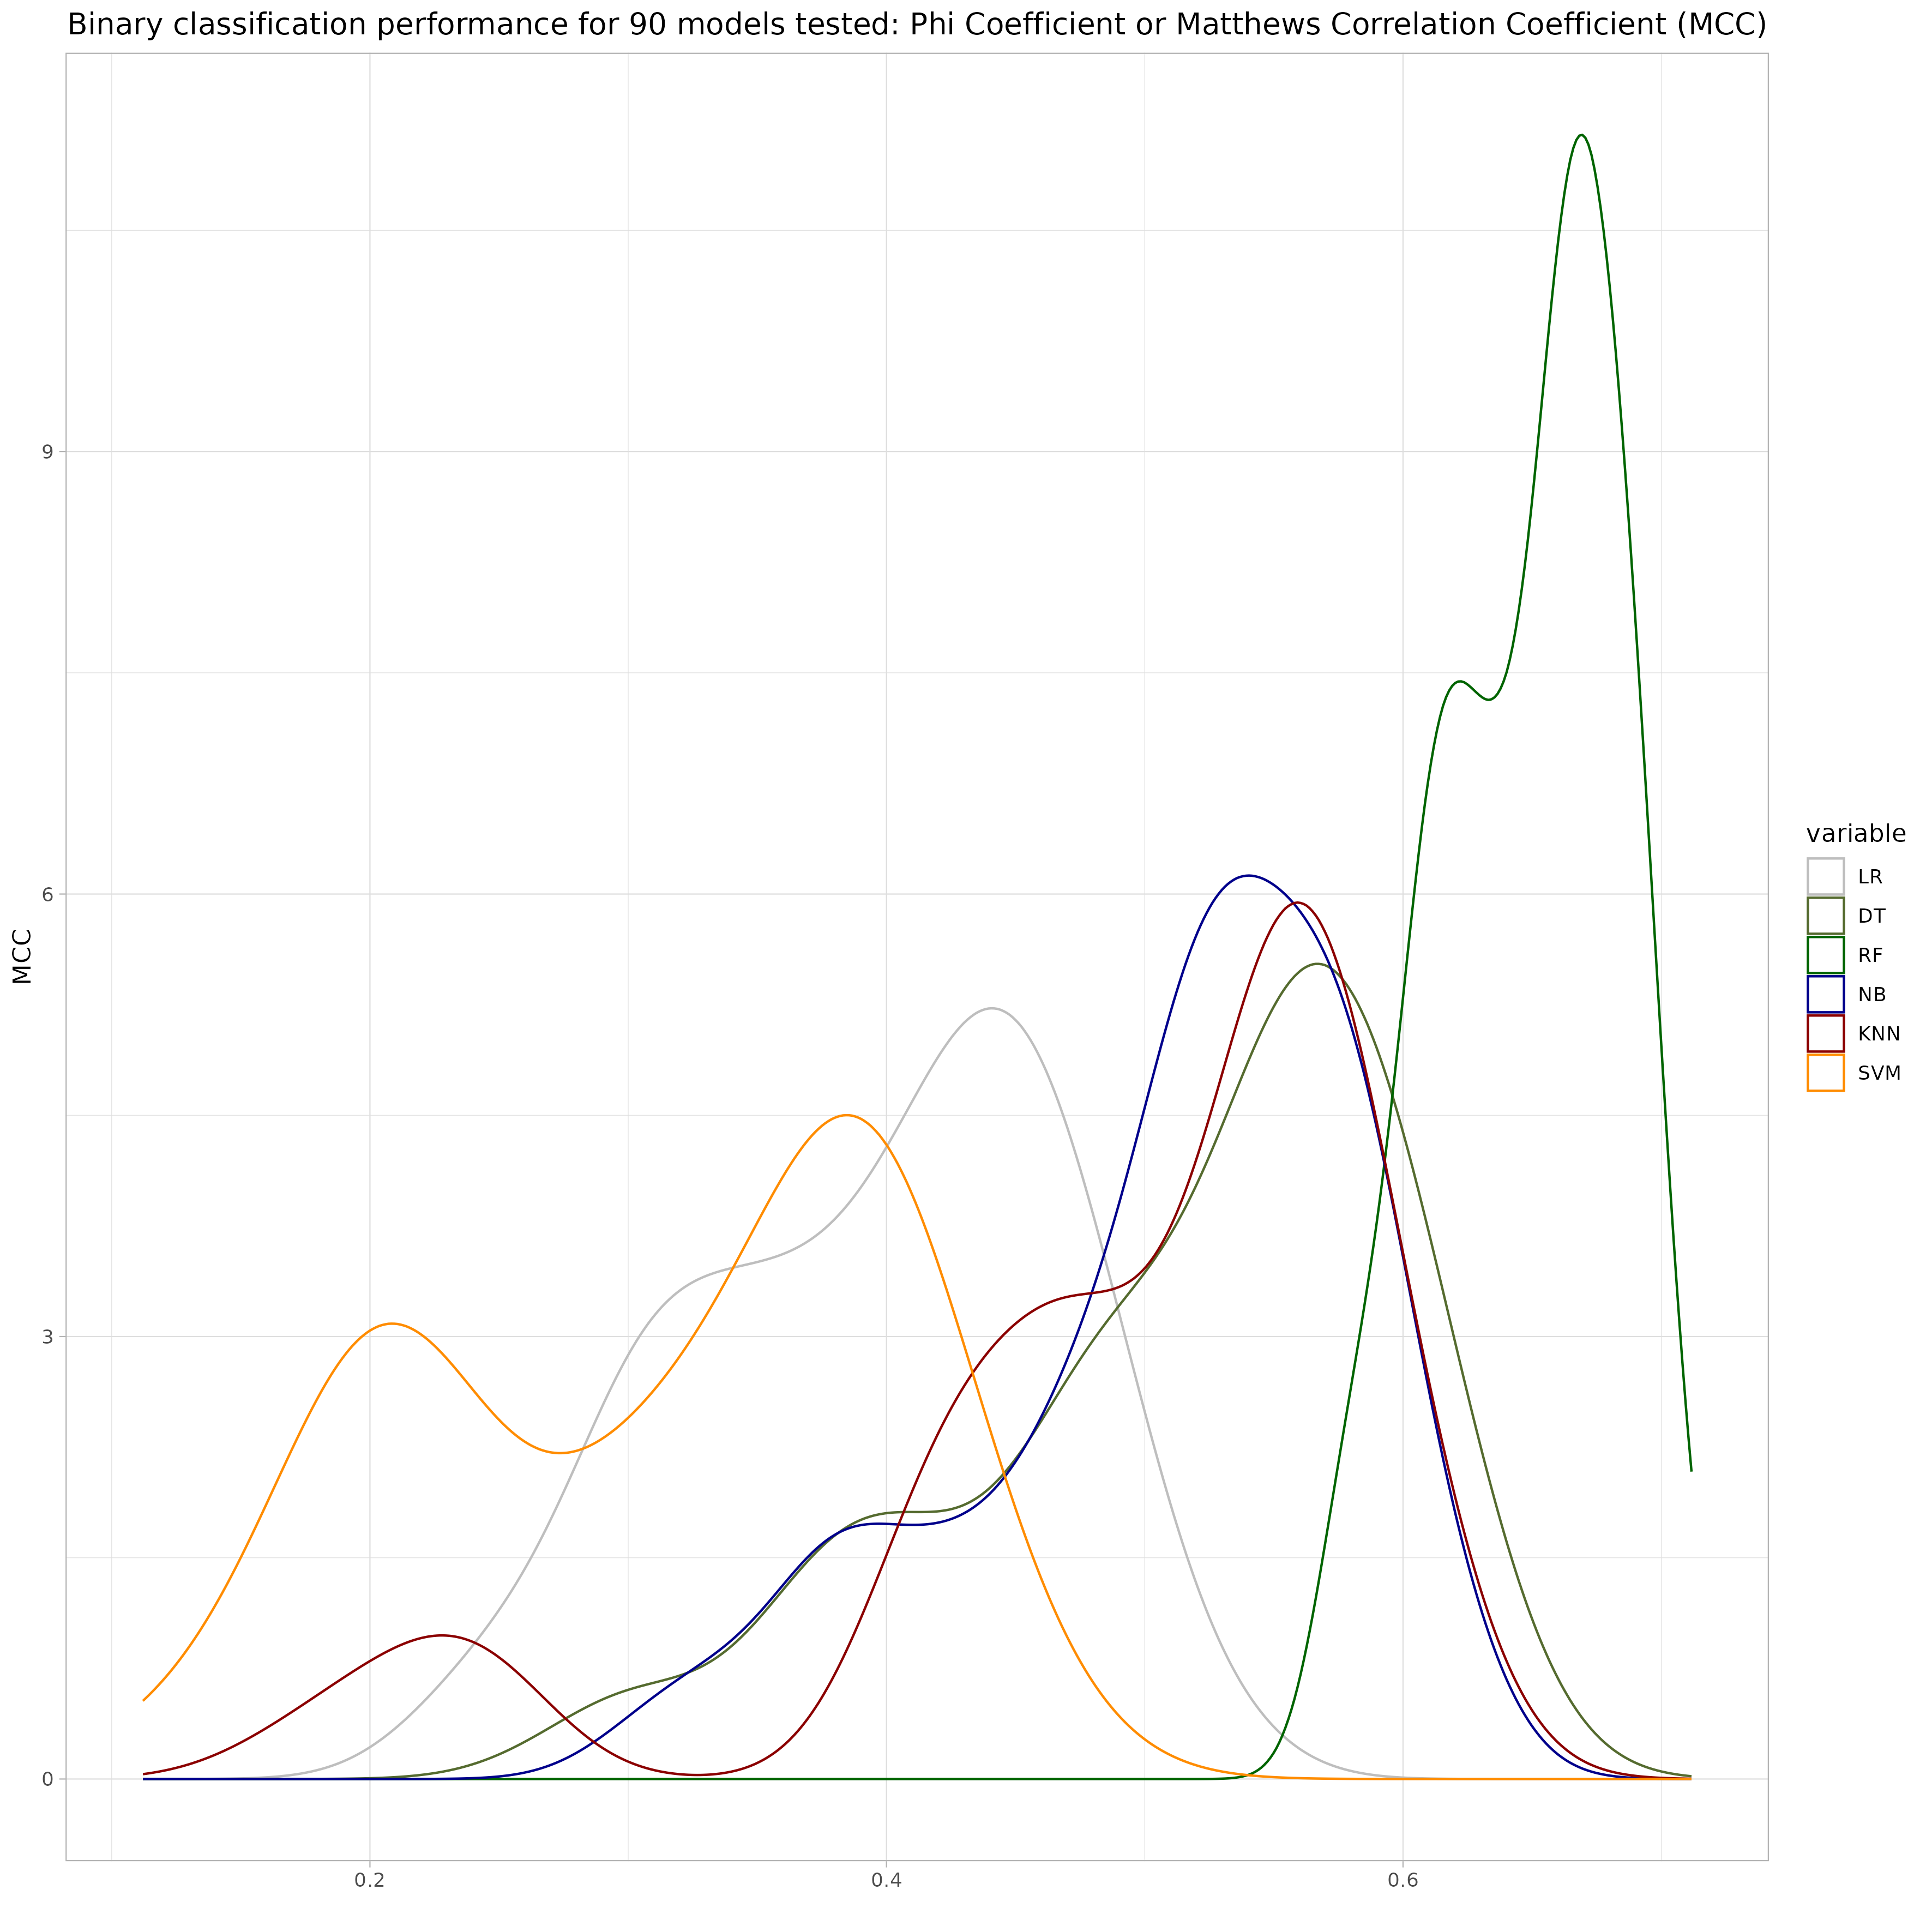 Binary classification performance for 90 models tested: Phi Coefficient or Matthews Correlation Coefficient (MCC)
9
6
3
0
MCC
0.2
0.4
0.6
variable
LR
DT
RF
NB
KNN
SVM